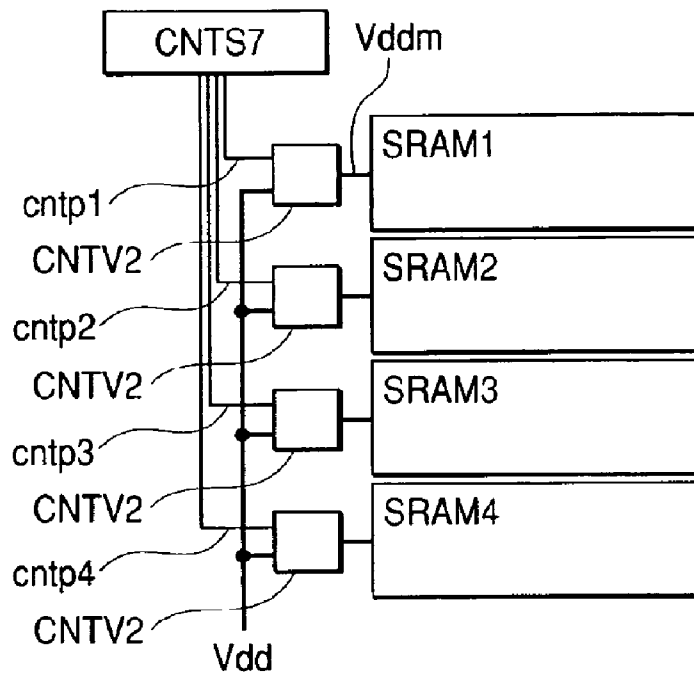 CNTS7
Vddm
SRAM1
cntp1
CNTV2
SRAM2
cntp2
CNTV2
SRAM3
cntp3
CNTV2
SRAM4
cntp4
CNTV2
Vdd